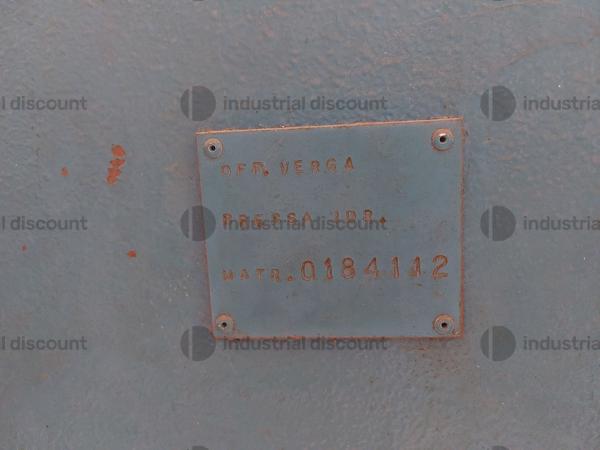 OFF. VERGA
PRESSA IDR.
MATR. 0184112
industrial discount